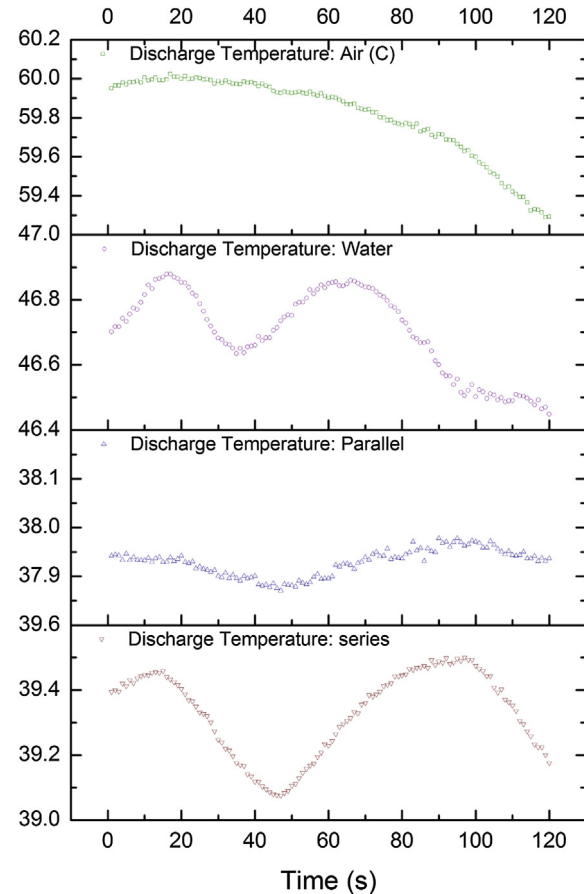 0 20 40 60 80 100 120
60.2
Discharge Temperature: Air (C)
60.0
59.8
59.6
59.4
47.0
Discharge Temperature: Water
46.8
46.6
46.4
Discharge Temperature: Parallel
38.1
38.0
37.9
39.6
Discharge Temperature: series
39.4
39.2
39.0
0 20 40 60 80 100 120
Time (s)